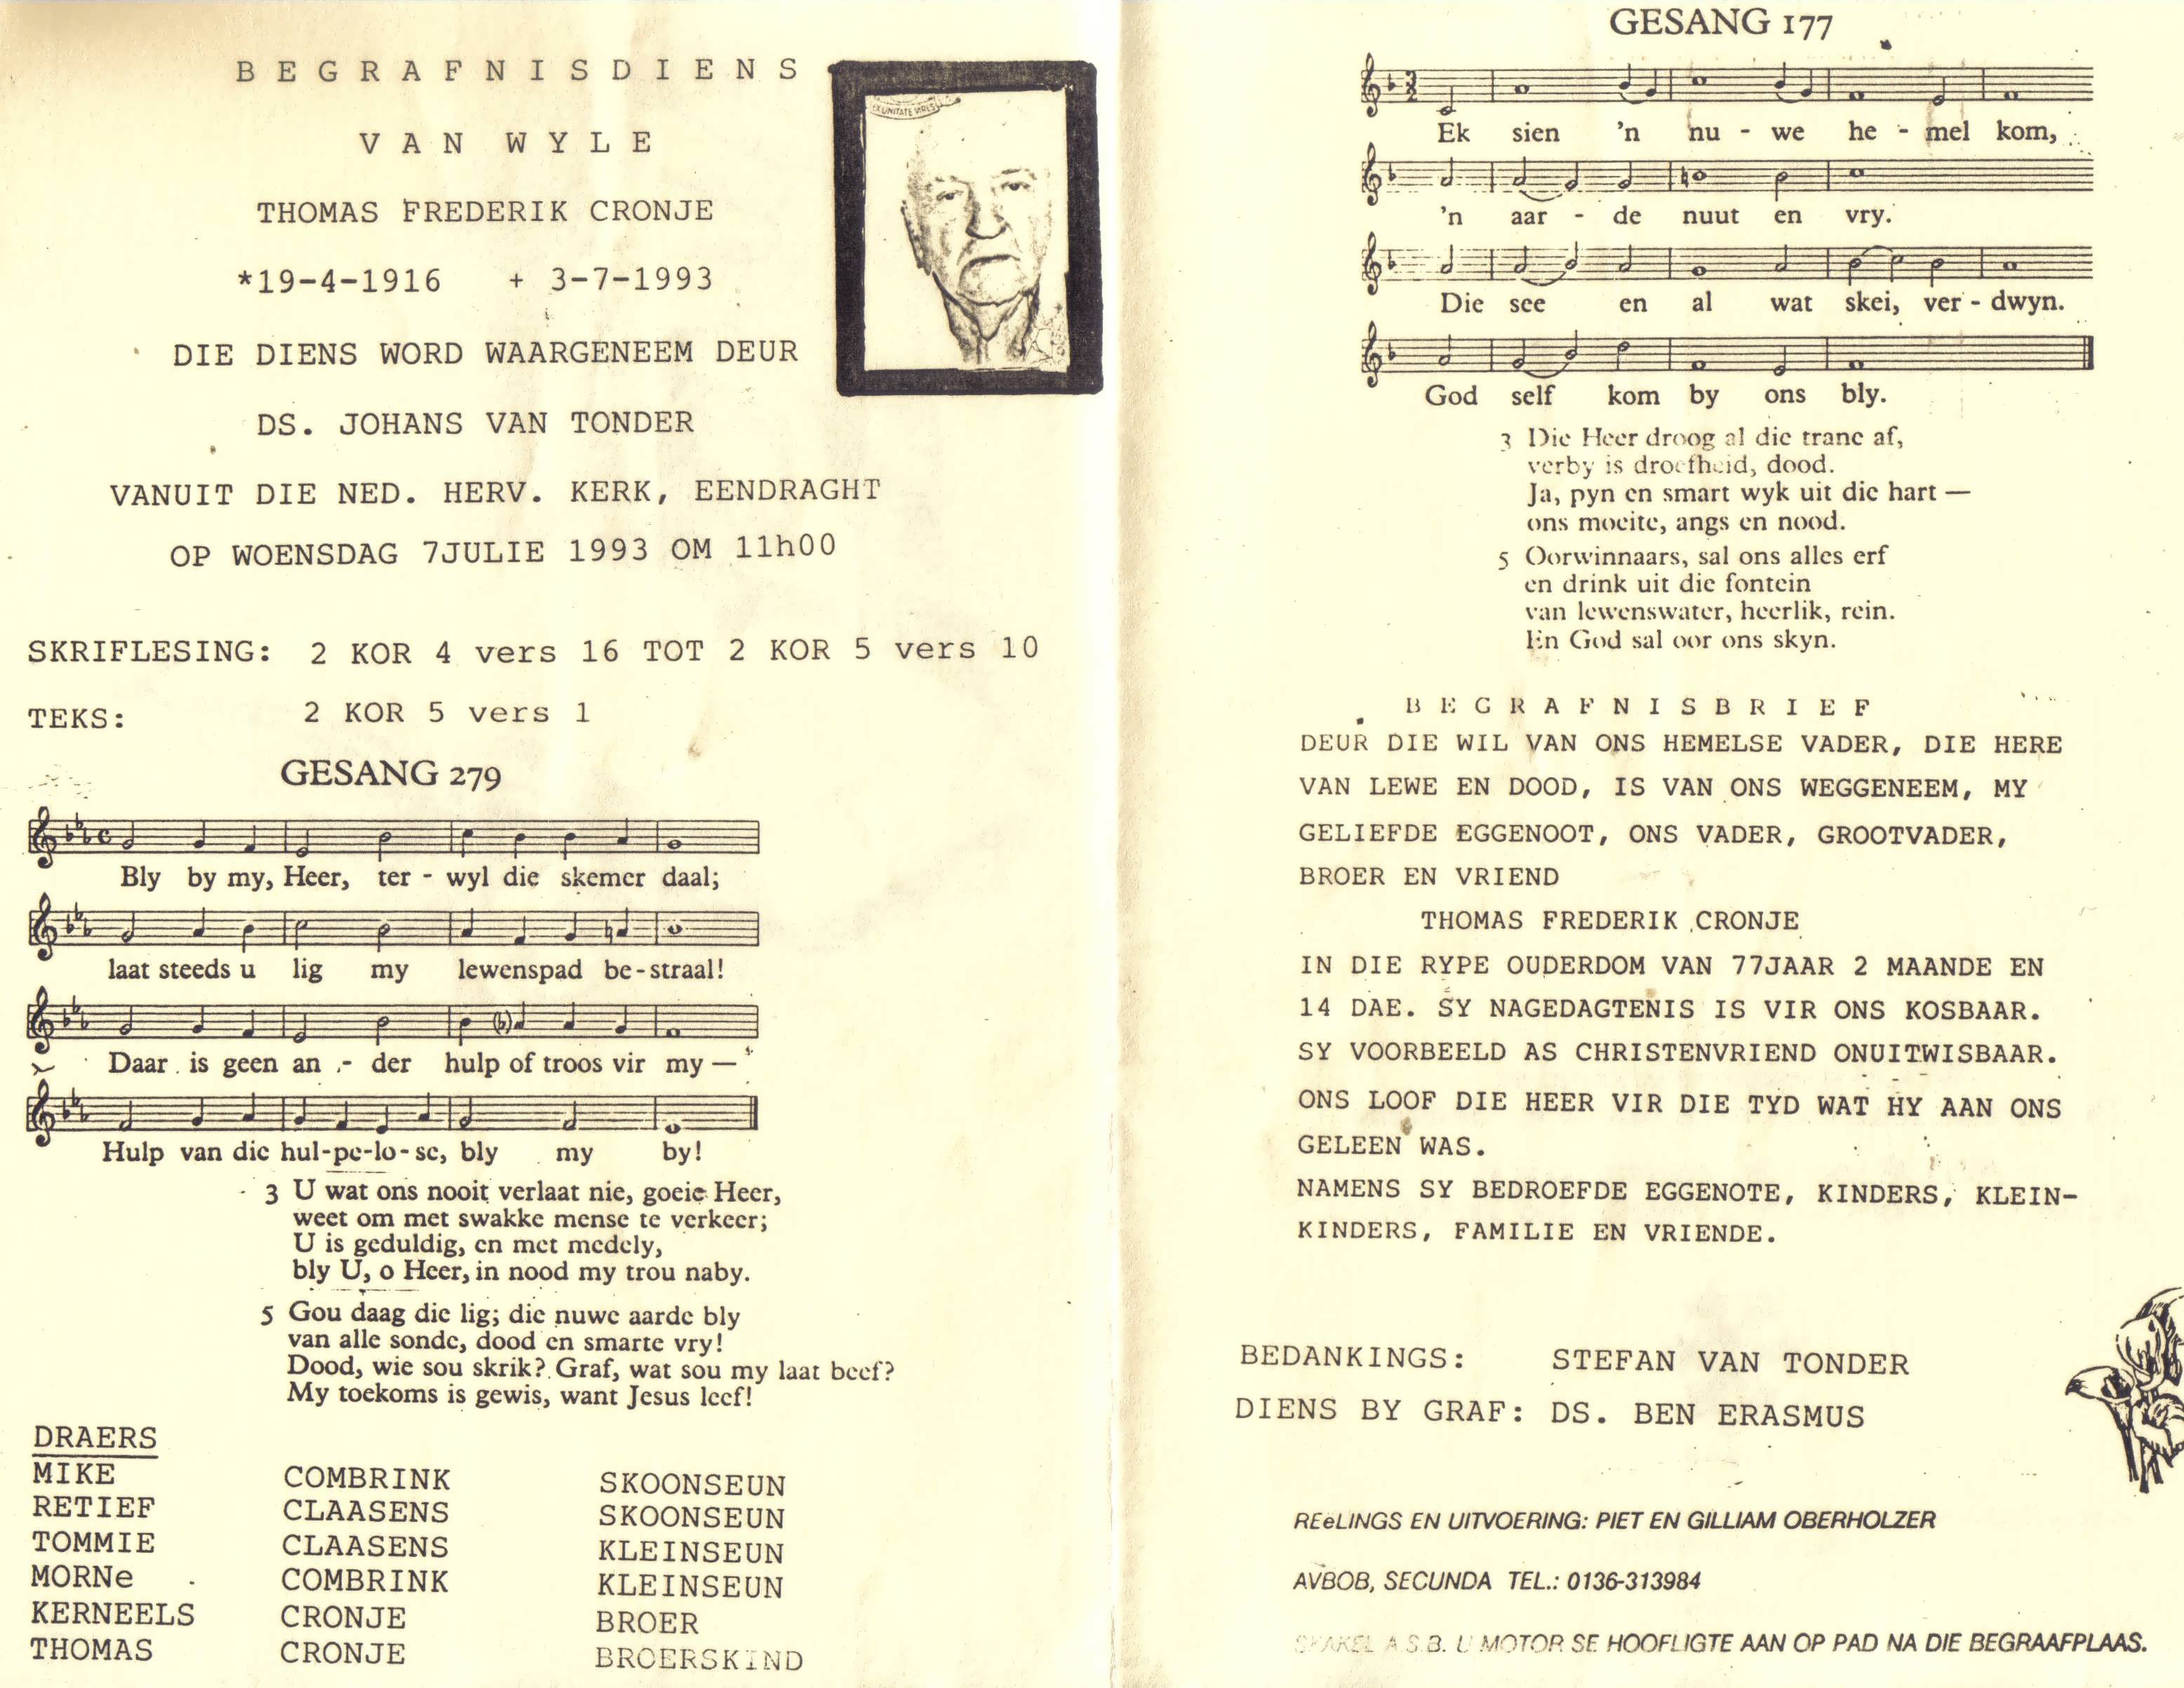 BEGRAFNISDIENS
VAN WYLE
THOMAS FREDERIK CRONJE
*19-4-1916 + 3-7-1993
DIE DIENS WORD WAARGENEEM DEUR
DS. JOHANS VAN TONDER
VANUIT DIE NED. HERV. KERK, EENDRAGHT
OP WOENSDAG 7JULIE 1993 OM 11h00
EX UNITATE VIRES
SKRIFLESING: 2 KOR 4 vers 16 TOT 2 KOR 5 vers 10
TEKS: 2 KOR 5 vers 1
GESANG 279
Bly by my, Heer, ter - wyl die skemer daal;
laat steeds u lig my lewenspad be - straal!
Daar is geen an - der hulp of troos vir my —
Hulp van die hul-pe-lo-se, bly my by!
3 U wat ons nooit verlaat nie, goeie Heer,
weet om met swakke mense te verkeer;
U is geduldig, en met medely,
bly U, o Heer, in nood my trou naby.
5 Gou daag die lig; die nuwe aarde bly
van alle sonde, dood en smarte vry!
Dood, wie sou skrik? Graf, wat sou my laat beef?
My toekoms is gewis, want Jesus leef!
DRAERS
MIKE COMBRINK SKOONSEUN
RETIEF CLAASENS SKOONSEUN
TOMMIE CLAASENS KLEINSEUN
MORNe COMBRINK KLEINSEUN
KERNEELS CRONJE BROER
THOMAS CRONJE BROERSKIND
GESANG 177
Ek sien 'n nu - we he - mel kom,
'n aar - de nuut en vry.
Die see en al wat skei, ver - dwyn.
God self kom by ons bly.
3 Die Heer droog al die trane af,
verby is droefheid, dood.
Ja, pyn en smart wyk uit die hart —
ons moeite, angs en nood.
5 Oorwinnaars, sal ons alles erf
en drink uit die fontein
van lewenswater, heerlik, rein.
En God sal oor ons skyn.
BEGRAFNISBRIEF
DEUR DIE WIL VAN ONS HEMELSE VADER, DIE HERE
VAN LEWE EN DOOD, IS VAN ONS WEGGENEEM, MY
GELIEFDE EGGENOOT, ONS VADER, GROOTVADER,
BROER EN VRIEND
THOMAS FREDERIK CRONJE
IN DIE RYPE OUDERDOM VAN 77JAAR 2 MAANDE EN
14 DAE. SY NAGEDAGTENIS IS VIR ONS KOSBAAR.
SY VOORBEELD AS CHRISTENVRIEND ONUITWISBAAR.
ONS LOOF DIE HEER VIR DIE TYD WAT HY AAN ONS
GELEEN WAS.
NAMENS SY BEDROEFDE EGGENOTE, KINDERS, KLEIN-
KINDERS, FAMILIE EN VRIENDE.
BEDANKINGS: STEFAN VAN TONDER
DIENS BY GRAF: DS. BEN ERASMUS
REeLINGS EN UITVOERING: PIET EN GILLIAM OBERHOLZER
AVBOB, SECUNDA TEL.: 0136-313984
SKAKEL A.S.B. U MOTOR SE HOOFLIGTE AAN OP PAD NA DIE BEGRAAFPLAAS.